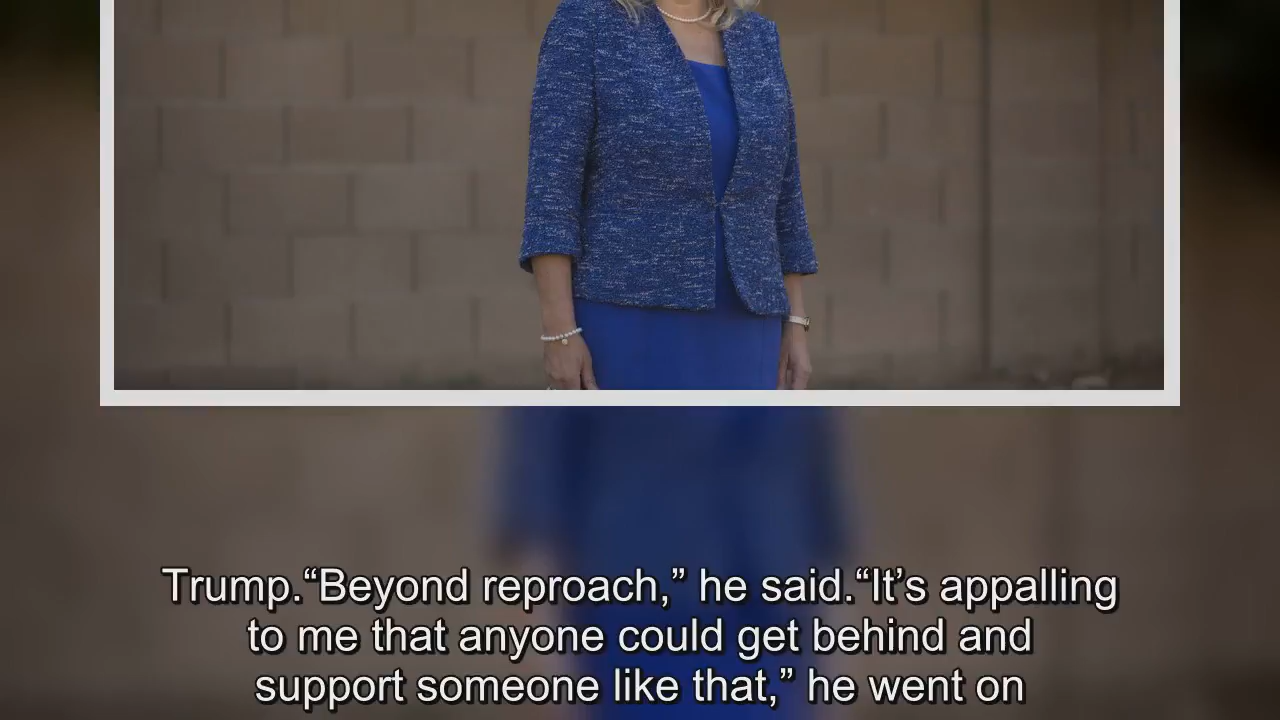 Trump.“Beyond reproach,” he said.“It’s appalling
to me that anyone could get behind and
support someone like that,” he went on